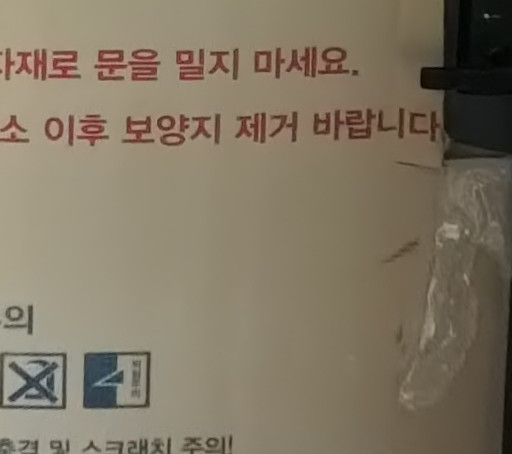 자재로 문을 밀지 마세요.
소 이후 보양지 제거 바랍니다
주의
충격 및 스크래치 주의!